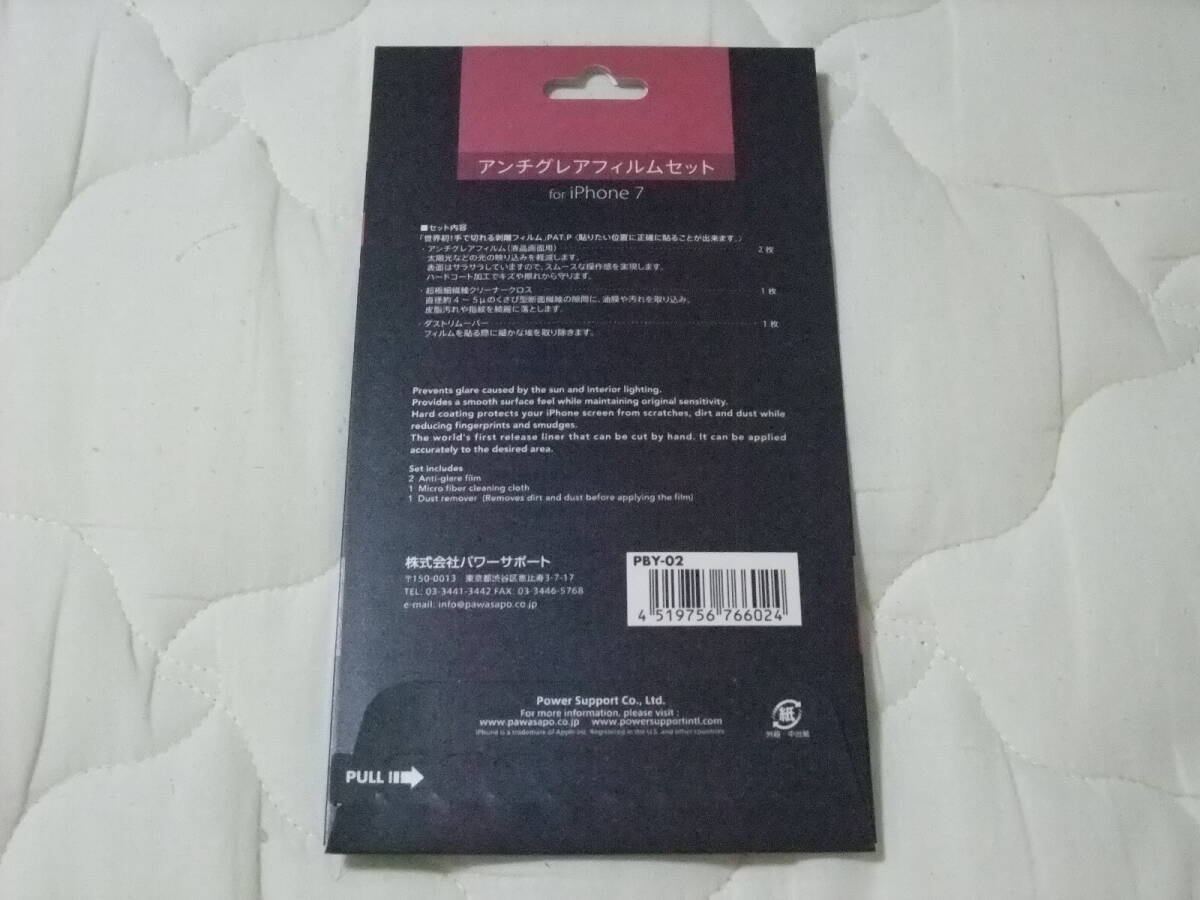 アンチグレアフィルムセット
for iPhone 7
■セット内容
「世界初!手で切れる剥離フィルム」PAT.P〈貼りたい位置に正確に貼ることが出来ます。〉
・アンチグレアフィルム(液晶画面用) 2枚
太陽光などの光の映り込みを軽減します。
表面はサラサラしていますので、スムースな操作感を実現します。
ハードコート加工でキズや擦れから守ります。
・超極細繊維クリーナークロス 1枚
直径約4〜5μのくさび型断面繊維の隙間に、油膜や汚れを取り込み、
皮脂汚れや指紋を綺麗に落とします。
・ダストリムーバー 1枚
フィルムを貼る際に細かな埃を取り除きます。
Prevents glare caused by the sun and interior lighting.
Provides a smooth surface feel while maintaining original sensitivity.
Hard coating protects your iPhone screen from scratches, dirt and dust while
reducing fingerprints and smudges.
The world's first release liner that can be cut by hand. It can be applied
accurately to the desired area.
Set includes
2 Anti-glare film
1 Micro fiber cleaning cloth
1 Dust remover (Removes dirt and dust before applying the film)
株式会社パワーサポート
〒150-0013 東京都渋谷区恵比寿3-7-17
TEL: 03-3441-3442 FAX: 03-3446-5768
e-mail: info@pawasapo.co.jp
PBY-02
4 519756 766024
Power Support Co., Ltd.
For more information, please visit :
www.pawasapo.co.jp www.powersupportintl.com
iPhone is a trademark of Apple Inc. Registered in the U.S. and other countries
紙
外箱・中台紙
PULL